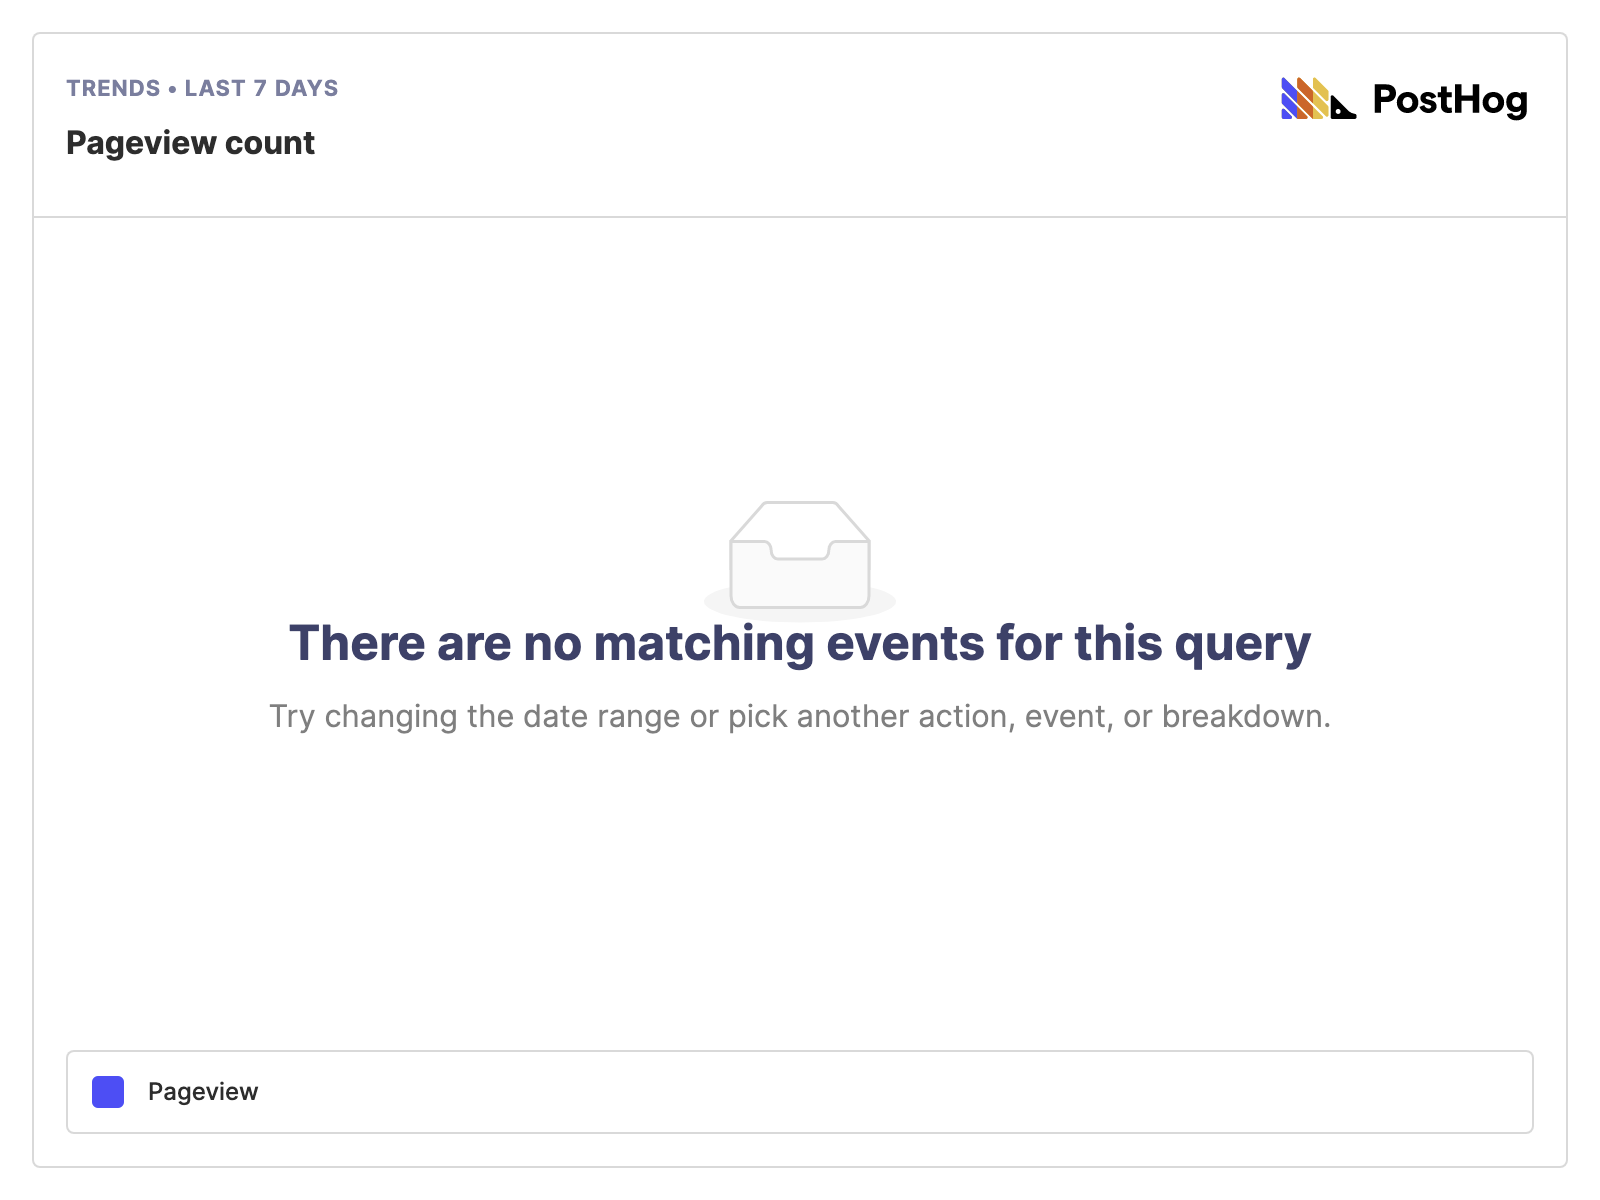 TRENDS • LAST 7 DAYS
PostHog
Pageview count
There are no matching events for this query
Try changing the date range or pick another action, event, or breakdown.
Pageview